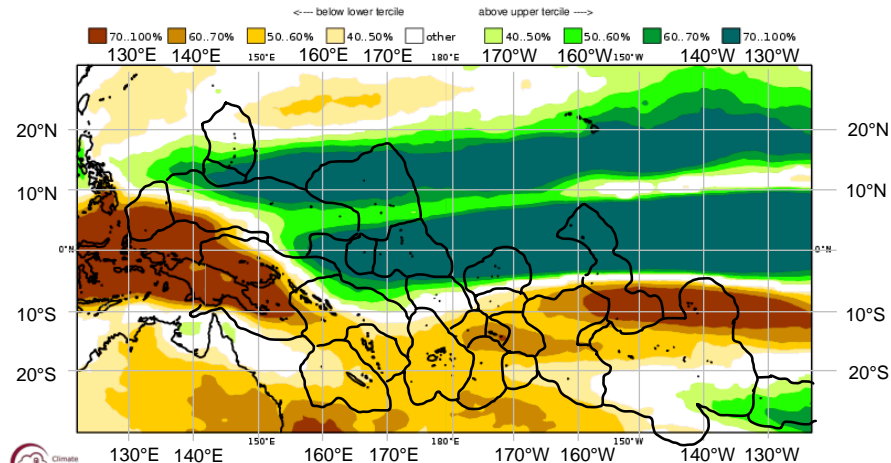 <---- below lower tercile above upper tercile ---->
70..100% 60..70% 50..60% 40..50% other 40..50% 50..60% 60..70% 70..100%
130°E 140°E 150°E 160°E 170°E 180°E 170°W 160°W 150°W 140°W 130°W
20°N 20°N
10°N 10°N
0°N 0°N
10°S 10°S
20°S 20°S
130°E 140°E 150°E 160°E 170°E 180°E 170°W 160°W 150°W 140°W 130°W
Climate